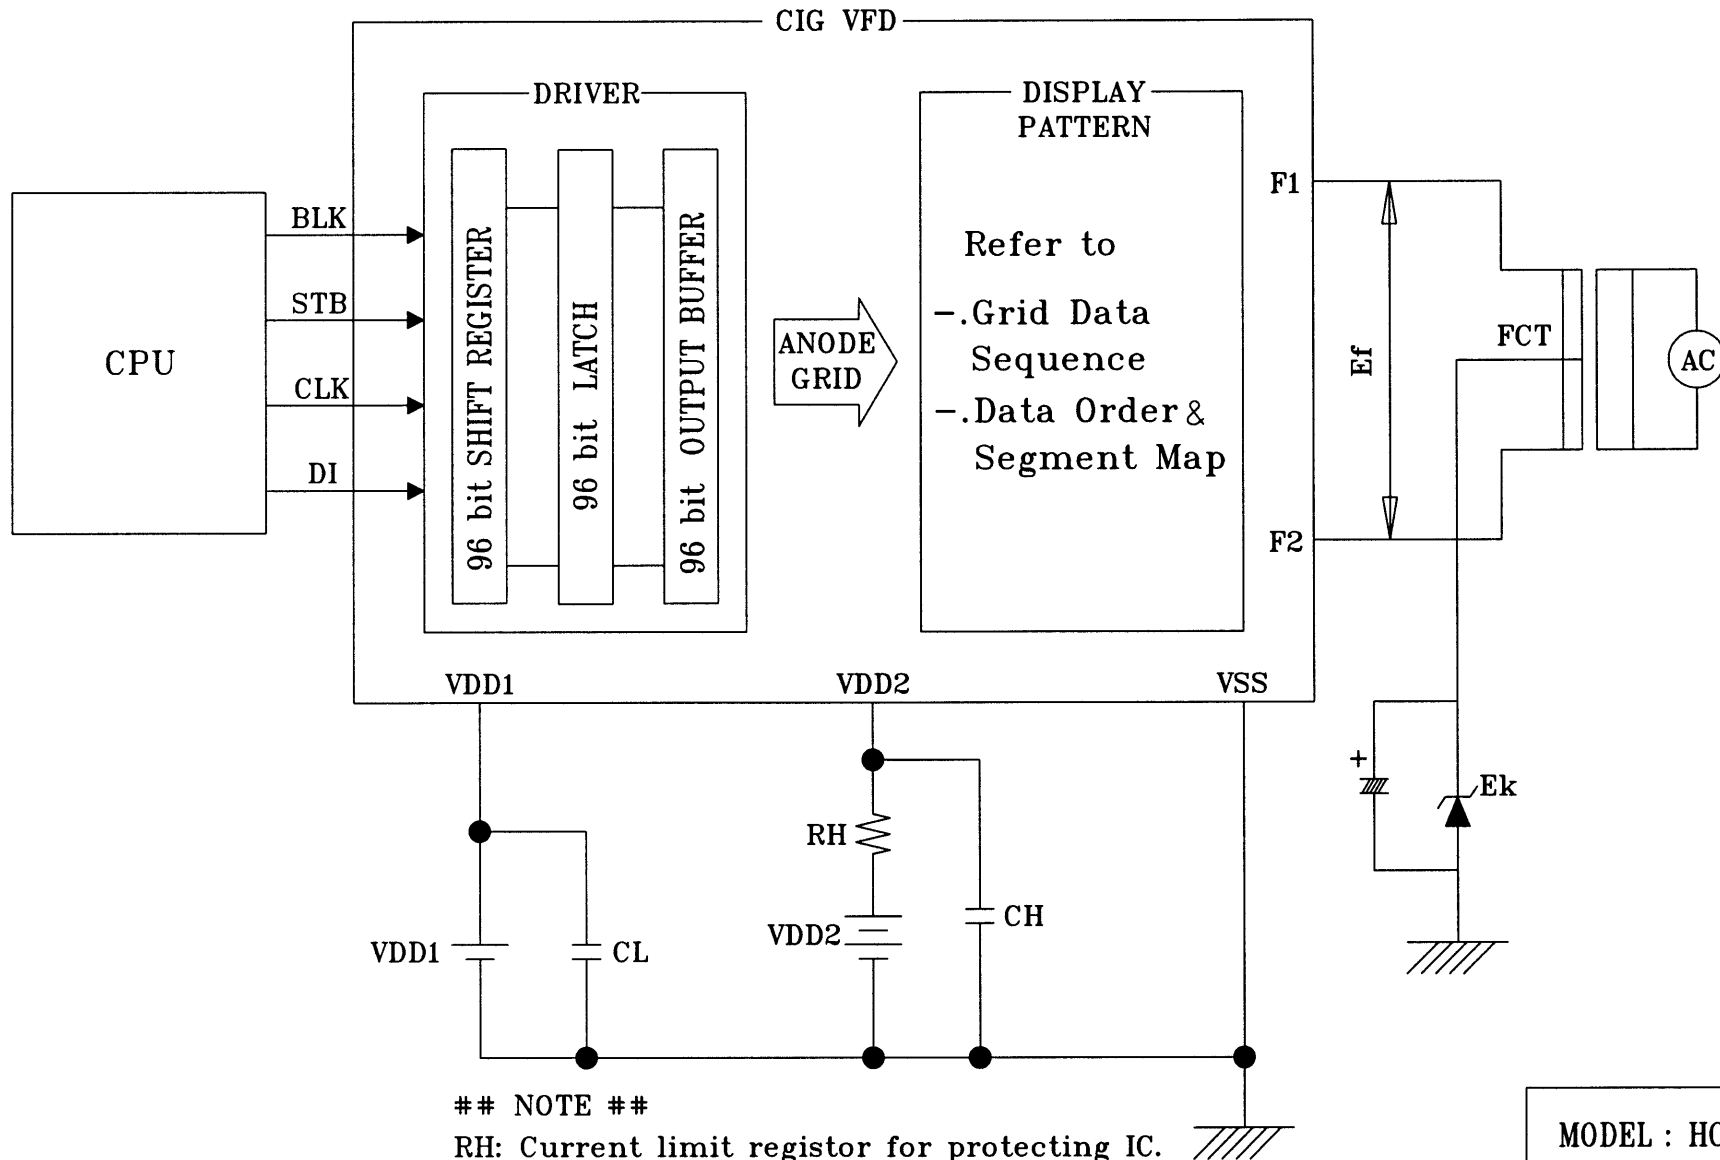 CIG VFD
DRIVER
DISPLAY
PATTERN
CPU
BLK
STB
CLK
DI
96 bit SHIFT REGISTER
96 bit LATCH
96 bit OUTPUT BUFFER
ANODE
GRID
Refer to
-.Grid Data
Sequence
-.Data Order &
Segment Map
F1
F2
Ef
FCT
AC
VDD1
VDD2
VSS
+
Ek
RH
VDD1
CL
VDD2
CH
## NOTE ##
RH: Current limit registor for protecting IC.
MODEL : HC